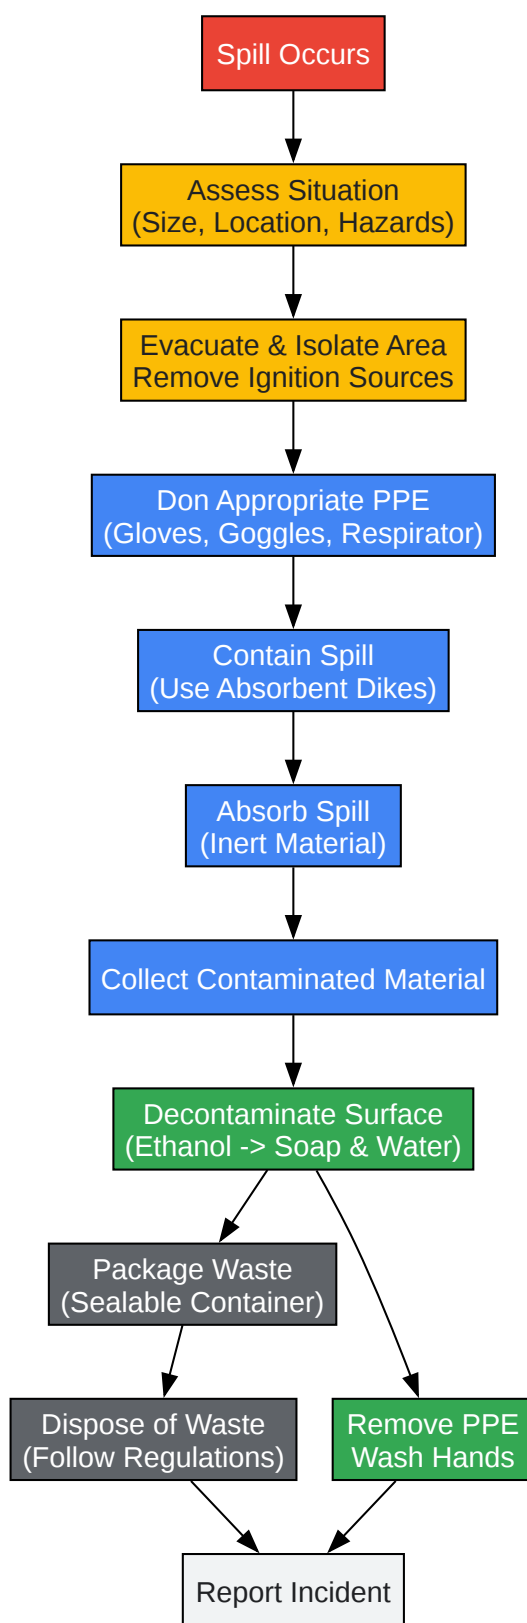 Spill Occurs
Assess Situation
(Size, Location, Hazards)
Evacuate & Isolate Area
Remove Ignition Sources
Don Appropriate PPE
(Gloves, Goggles, Respirator)
Contain Spill
(Use Absorbent Dikes)
Absorb Spill
(Inert Material)
Collect Contaminated Material
Decontaminate Surface
(Ethanol -> Soap & Water)
Package Waste
(Sealable Container)
Dispose of Waste
(Follow Regulations)
Remove PPE
Wash Hands
Report Incident